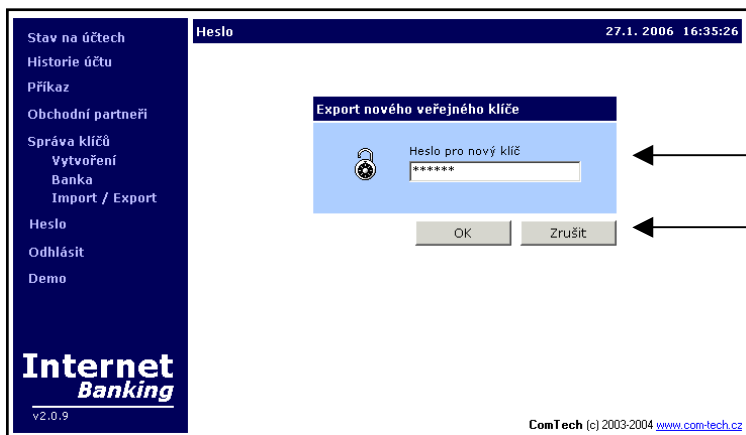 Stav na účtech
Historie účtu
Příkaz
Obchodní partneři
Správa klíčů
Vytvoření
Banka
Import / Export
Heslo
Odhlásit
Demo
Internet
Banking
v2.0.9
Heslo
27.1. 2006 16:35:26
Export nového veřejného klíče
Heslo pro nový klíč
******
OK
Zrušit
ComTech (c) 2003-2004 www.com-tech.cz